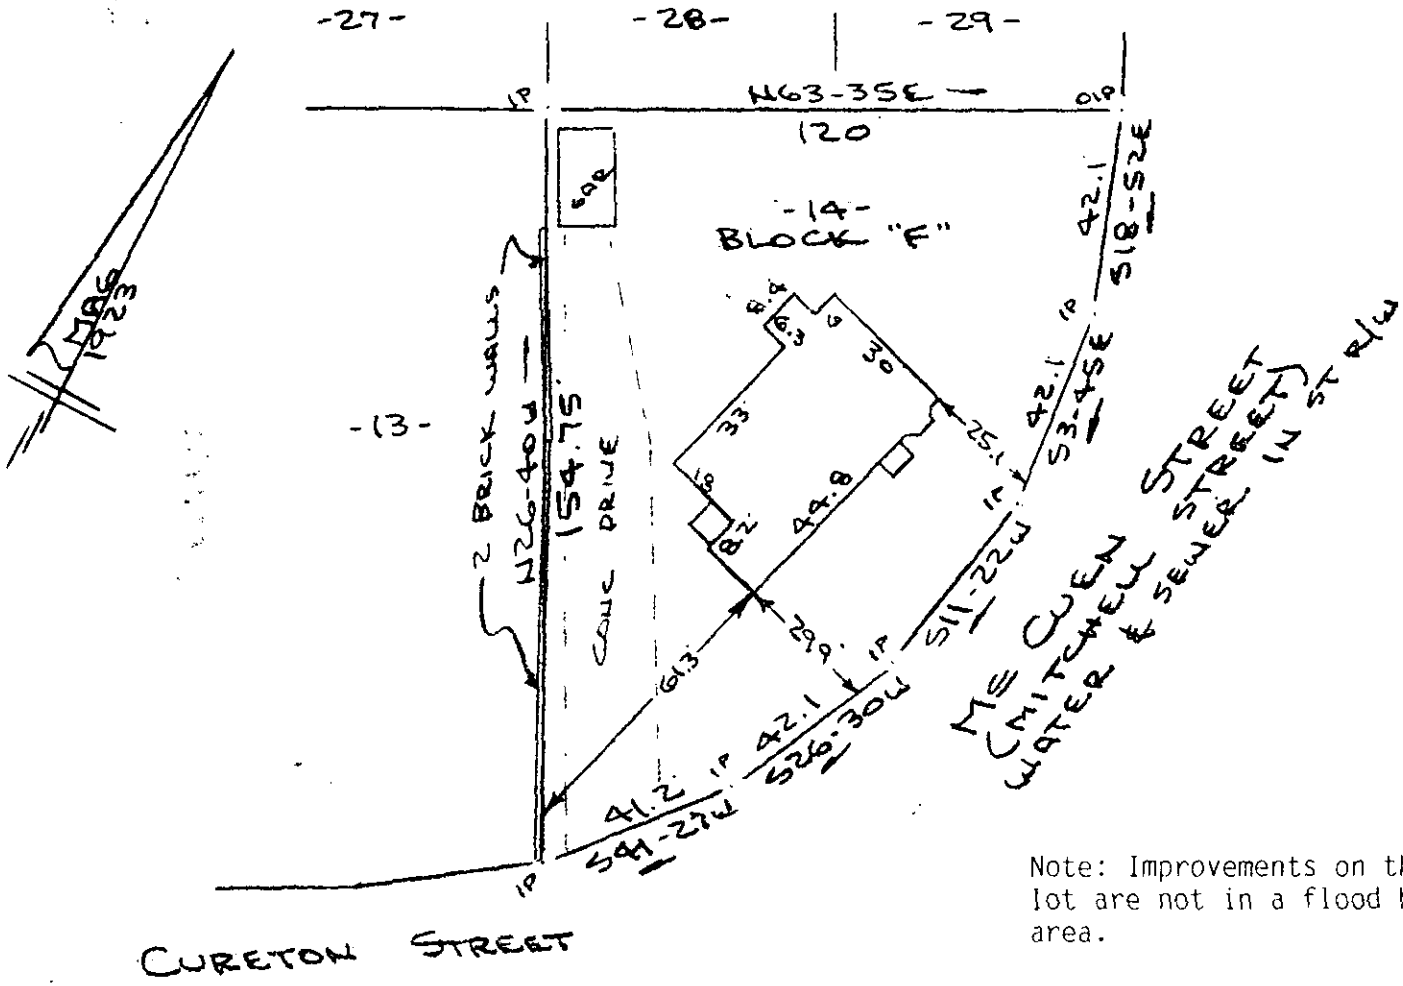 -27-
-28-
-29-
IP
N63-35E
OIP
120
GAR
-14-
BLOCK "F"
42.1
S18-52E
MAG
1923
IP
42.1
S3-45E
8.4
6.3
6
30
33
-13-
2 BRICK WALLS
N26-40W
154.75
CONC DRIVE
25.1
IP
13
8.2
44.8
S11-22W
29.9
IP
61.3
42.1
S26-30W
IP
41.2
S41-27W
IP
MC CUEN STREET
(MITCHELL STREET)
WATER & SEWER IN ST R/W
CURETON STREET
Note: Improvements on th
lot are not in a flood h
area.